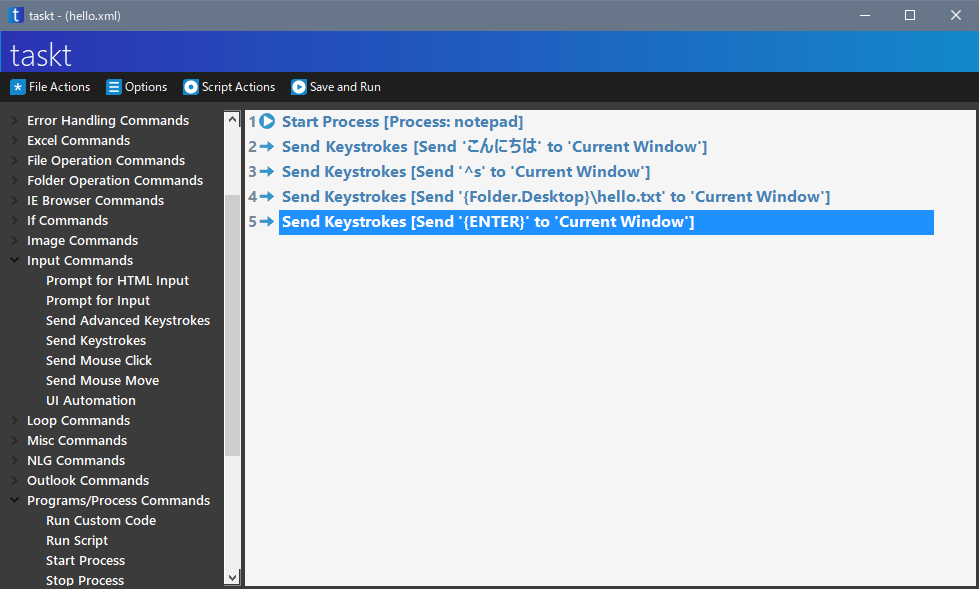 taskt - (hello.xml)
taskt
File Actions Options Script Actions Save and Run
Error Handling Commands
Excel Commands
File Operation Commands
Folder Operation Commands
IE Browser Commands
If Commands
Image Commands
Input Commands
Prompt for HTML Input
Prompt for Input
Send Advanced Keystrokes
Send Keystrokes
Send Mouse Click
Send Mouse Move
UI Automation
Loop Commands
Misc Commands
NLG Commands
Outlook Commands
Programs/Process Commands
Run Custom Code
Run Script
Start Process
Stop Process
1 Start Process [Process: notepad]
2 Send Keystrokes [Send 'こんにちは' to 'Current Window']
3 Send Keystrokes [Send '^s' to 'Current Window']
4 Send Keystrokes [Send '{Folder.Desktop}\hello.txt' to 'Current Window']
5 Send Keystrokes [Send '{ENTER}' to 'Current Window']